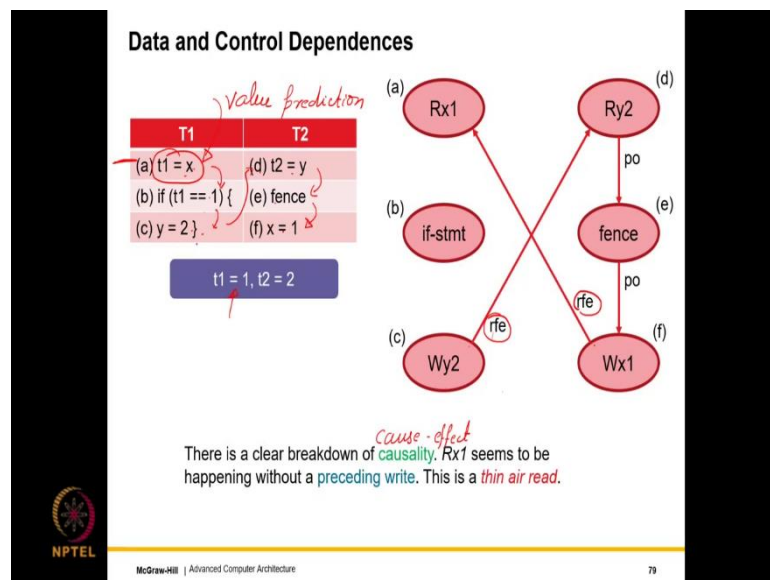 Data and Control Dependences
value prediction
T1 T2
(a) t1 = x (d) t2 = y
(b) if (t1 == 1) { (e) fence
(c) y = 2 } (f) x = 1
t1 = 1, t2 = 2
(a) Rx1 Ry2 (d)
po
(b) if-stmt fence (e)
rfe rfe po
(c) Wy2 Wx1 (f)
cause-effect
There is a clear breakdown of causality. Rx1 seems to be
happening without a preceding write. This is a thin air read.
NPTEL
McGraw-Hill | Advanced Computer Architecture 79